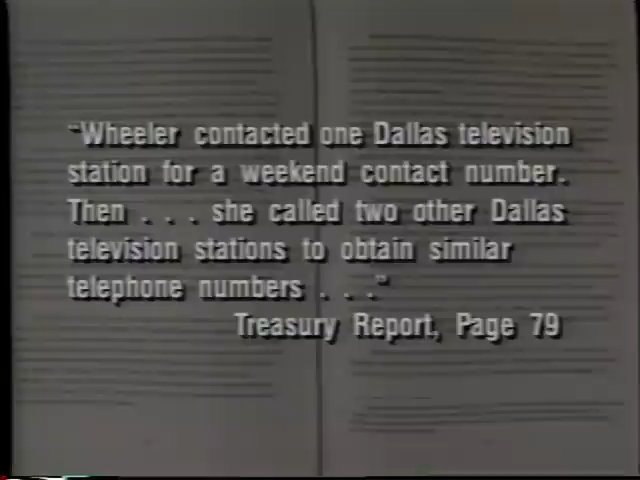 "Wheeler contacted one Dallas television
station for a weekend contact number.
Then . . . she called two other Dallas
television stations to obtain similar
telephone numbers . . ."
Treasury Report, Page 79